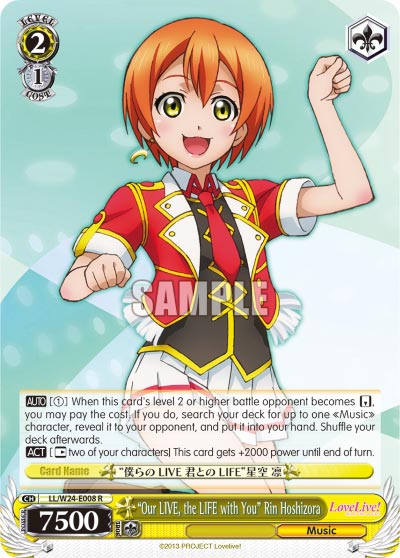 LEVEL
2
1
COST
SAMPLE
AUTO [①] When this card's level 2 or higher battle opponent becomes [ ],
you may pay the cost. If you do, search your deck for up to one «Music»
character, reveal it to your opponent, and put it into your hand. Shuffle your
deck afterwards.
ACT [ two of your characters] This card gets +2000 power until end of turn.
Card Name
"僕らのLIVE 君とのLIFE"星空 凛
CH LL/W24-E008 R
"Our LIVE, the LIFE with You" Rin Hoshizora
LoveLive!
POWER
7500
SOUL
Music
©2013 PROJECT Lovelive!